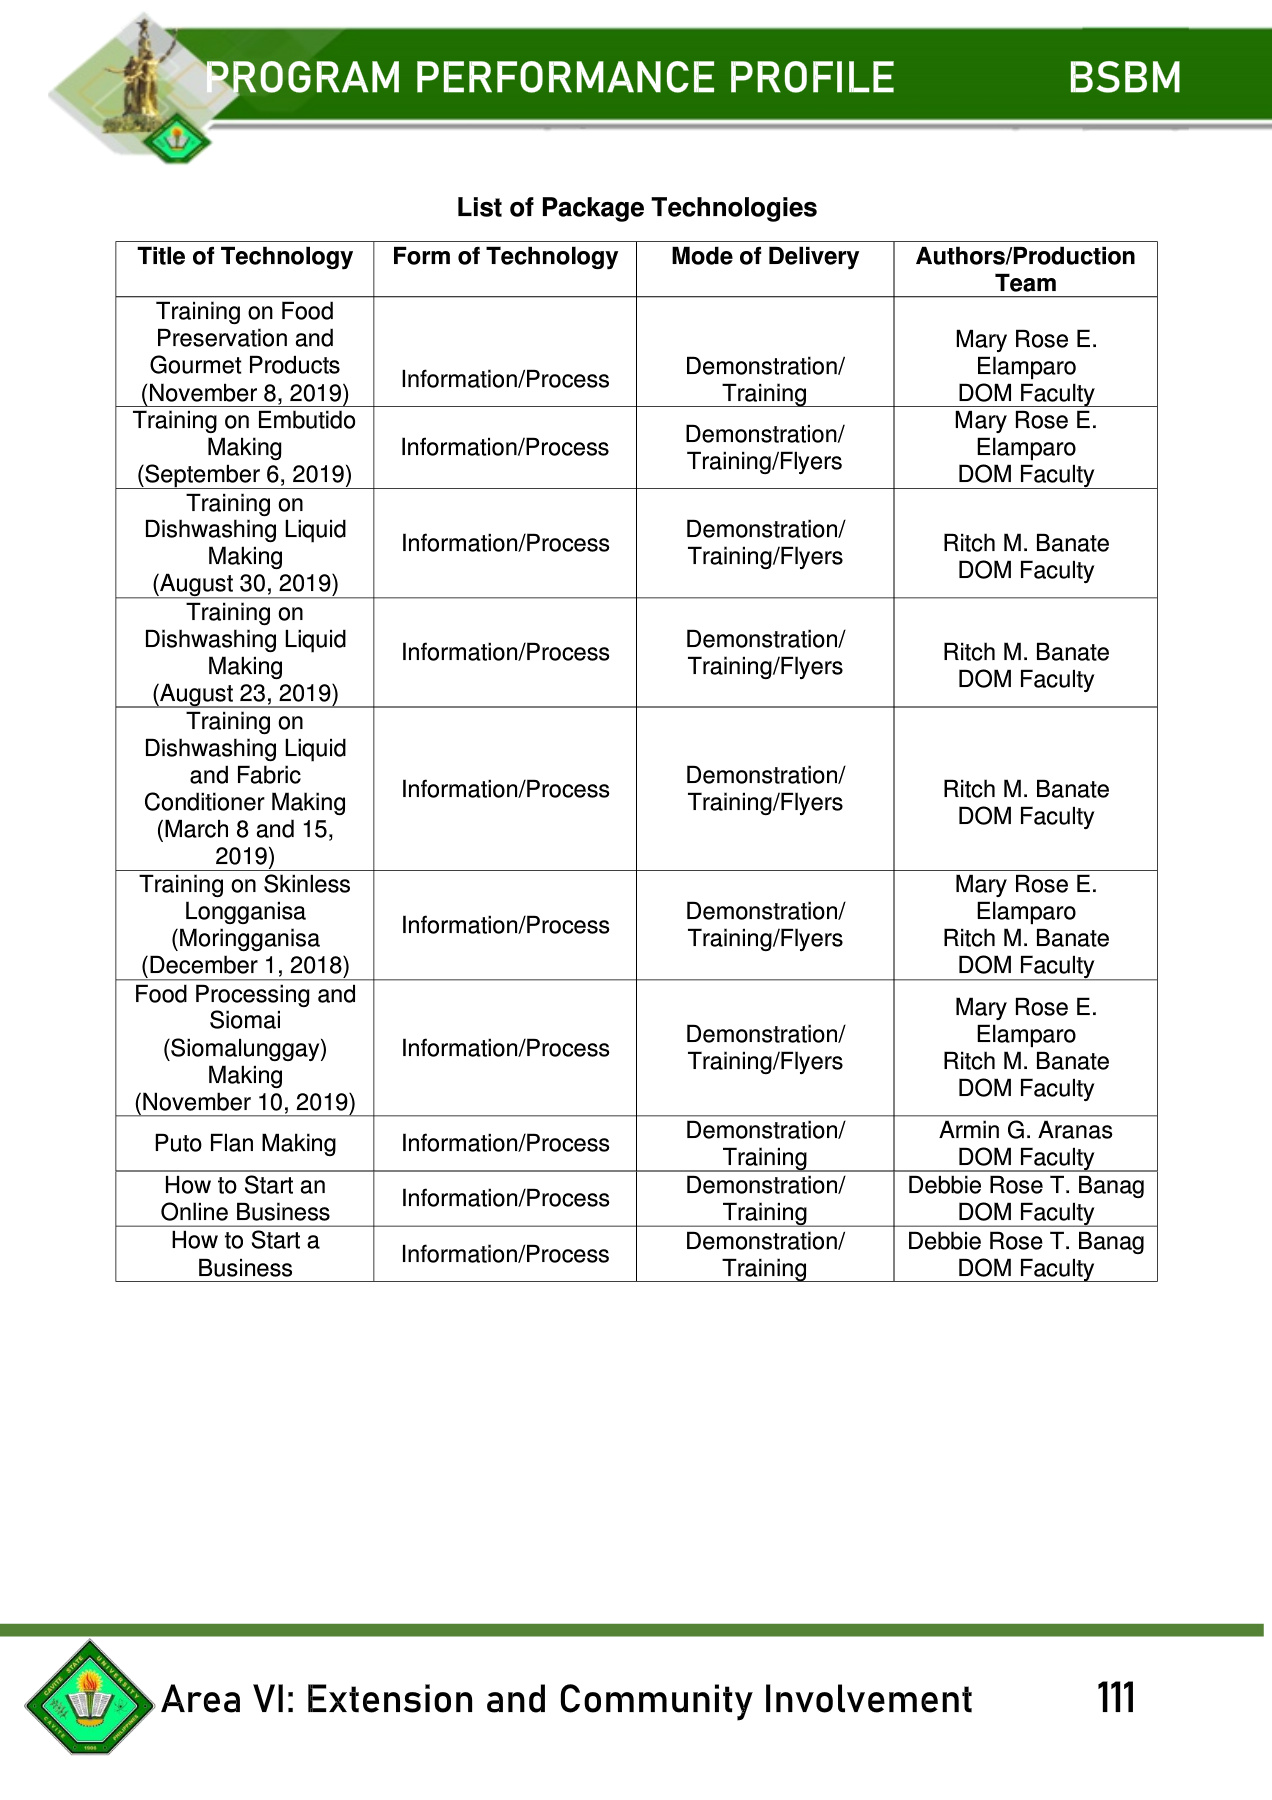 PROGRAM PERFORMANCE PROFILE BSBM
List of Package Technologies
Title of Technology Form of Technology Mode of Delivery Authors/Production
Team
Training on Food
Preservation and
Gourmet Products
(November 8, 2019)
Information/Process
Demonstration/
Training
Mary Rose E.
Elamparo
DOM Faculty
Training on Embutido
Making
(September 6, 2019)
Information/Process
Demonstration/
Training/Flyers
Mary Rose E.
Elamparo
DOM Faculty
Training on
Dishwashing Liquid
Making
(August 30, 2019)
Information/Process
Demonstration/
Training/Flyers
Ritch M. Banate
DOM Faculty
Training on
Dishwashing Liquid
Making
(August 23, 2019)
Information/Process
Demonstration/
Training/Flyers
Ritch M. Banate
DOM Faculty
Training on
Dishwashing Liquid
and Fabric
Conditioner Making
(March 8 and 15,
2019)
Information/Process
Demonstration/
Training/Flyers
Ritch M. Banate
DOM Faculty
Training on Skinless
Longganisa
(Moringganisa
(December 1, 2018)
Information/Process
Demonstration/
Training/Flyers
Mary Rose E.
Elamparo
Ritch M. Banate
DOM Faculty
Food Processing and
Siomai
(Siomalunggay)
Making
(November 10, 2019)
Information/Process
Demonstration/
Training/Flyers
Mary Rose E.
Elamparo
Ritch M. Banate
DOM Faculty
Puto Flan Making
Information/Process
Demonstration/
Training
Armin G. Aranas
DOM Faculty
How to Start an
Online Business
Information/Process
Demonstration/
Training
Debbie Rose T. Banag
DOM Faculty
How to Start a
Business
Information/Process
Demonstration/
Training
Debbie Rose T. Banag
DOM Faculty
CAVITE STATE UNIVERSITY
CAVITE PHILIPPINES
1906
Area VI: Extension and Community Involvement 111